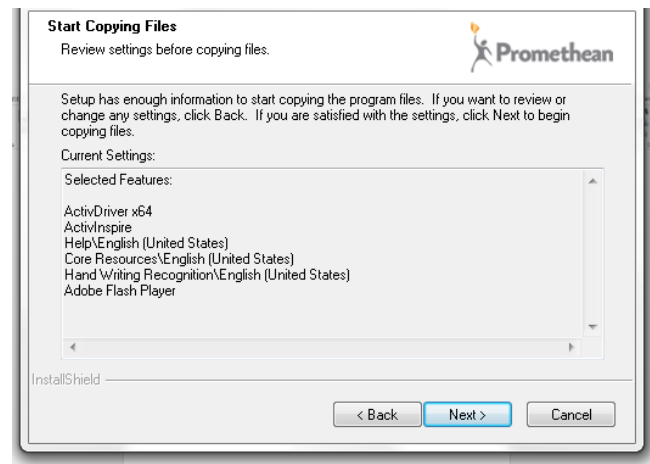 Start Copying Files
Review settings before copying files.
Promethean
Setup has enough information to start copying the program files. If you want to review or
change any settings, click Back. If you are satisfied with the settings, click Next to begin
copying files.
Current Settings:
Selected Features:
ActivDriver x64
ActivInspire
Help\English (United States)
Core Resources\English (United States)
Hand Writing Recognition\English (United States)
Adobe Flash Player
InstallShield
< Back
Next >
Cancel